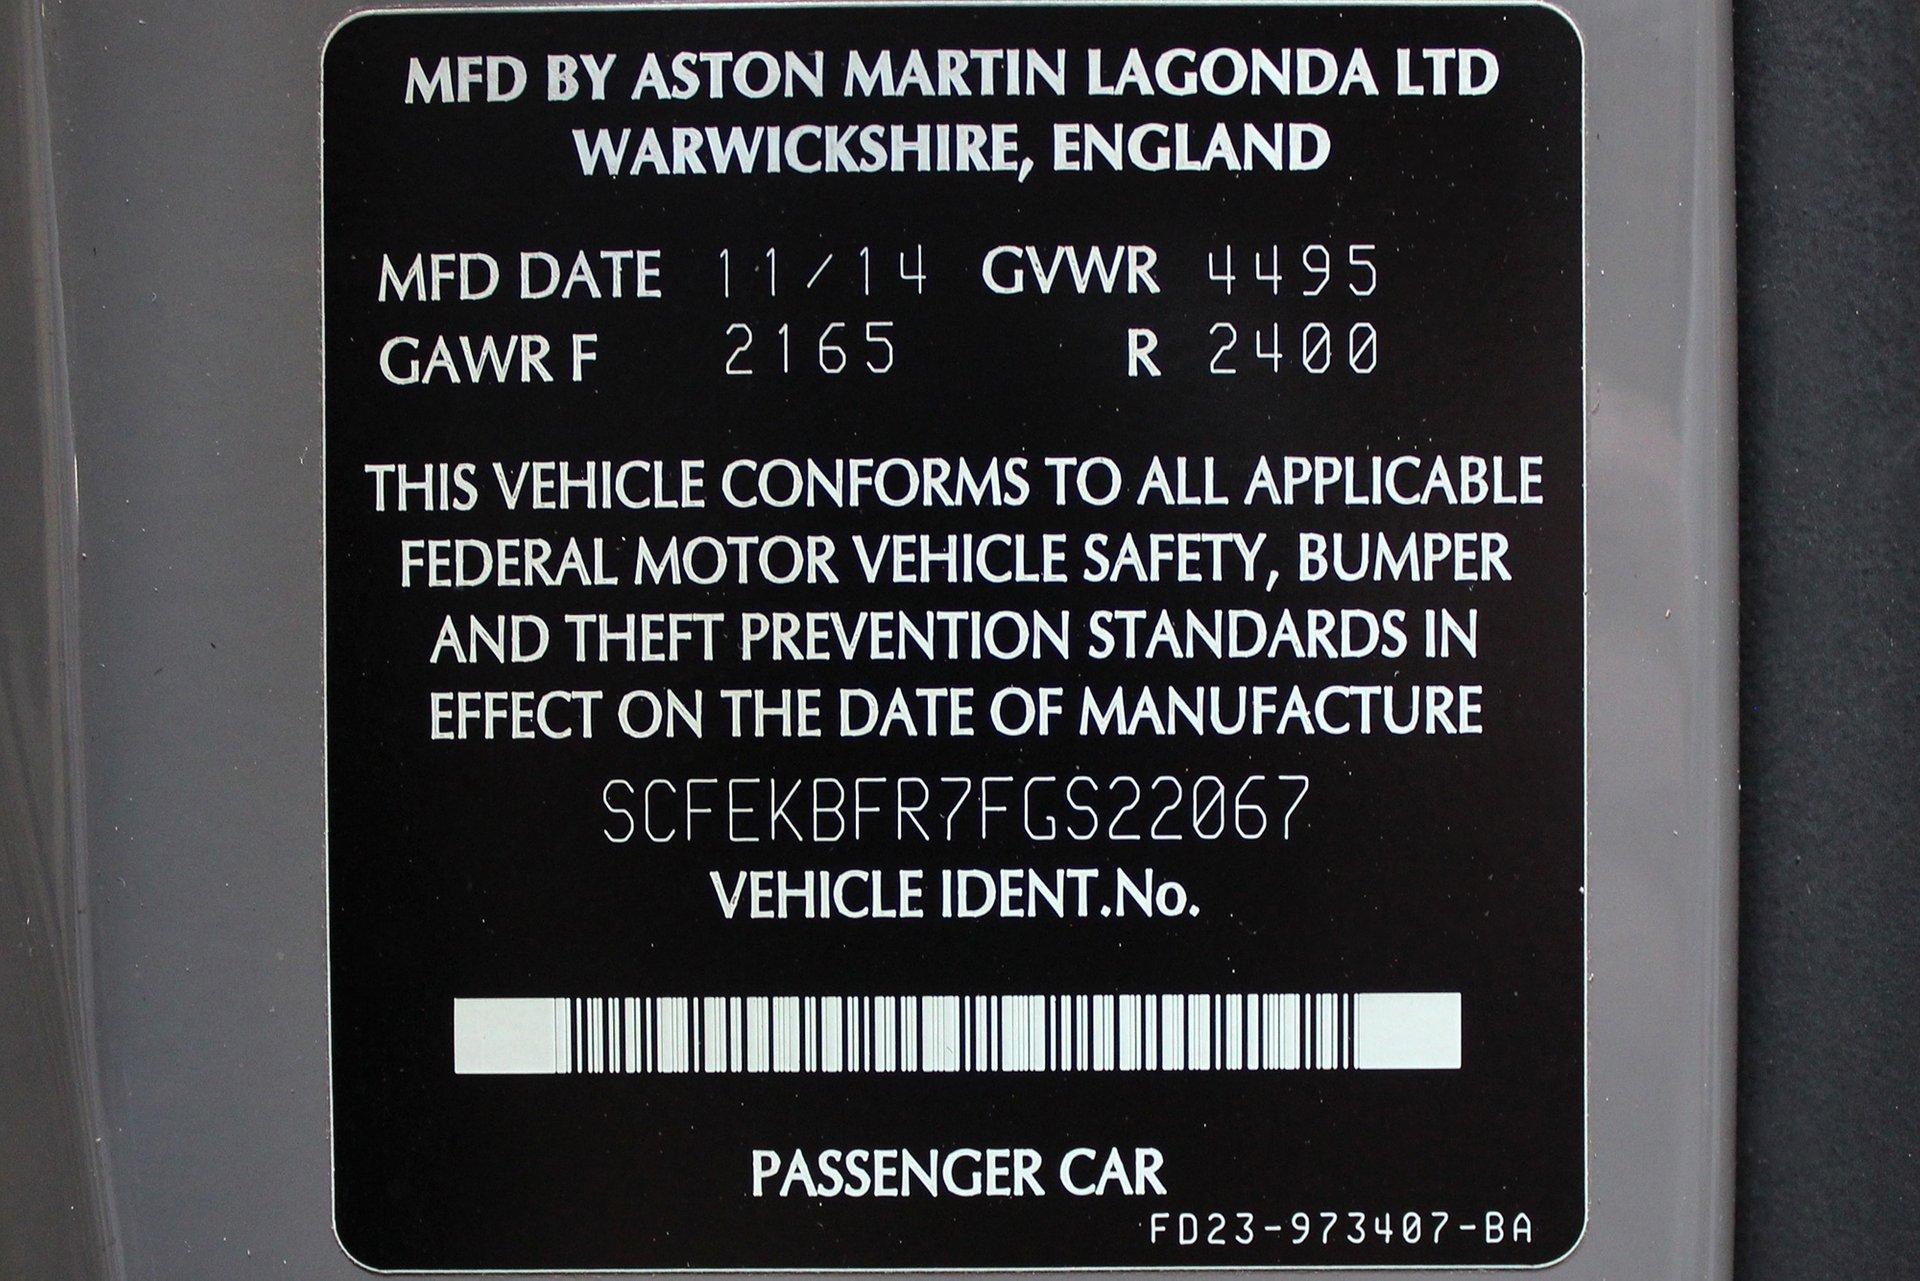 MFD BY ASTON MARTIN LAGONDA LTD
WARWICKSHIRE, ENGLAND
MFD DATE 11/14 GVWR 4495
GAWR F 2165 R 2400
THIS VEHICLE CONFORMS TO ALL APPLICABLE
FEDERAL MOTOR VEHICLE SAFETY, BUMPER
AND THEFT PREVENTION STANDARDS IN
EFFECT ON THE DATE OF MANUFACTURE
SCFEKBFR7FGS22067
VEHICLE IDENT.No.
PASSENGER CAR
FD23-973407-BA